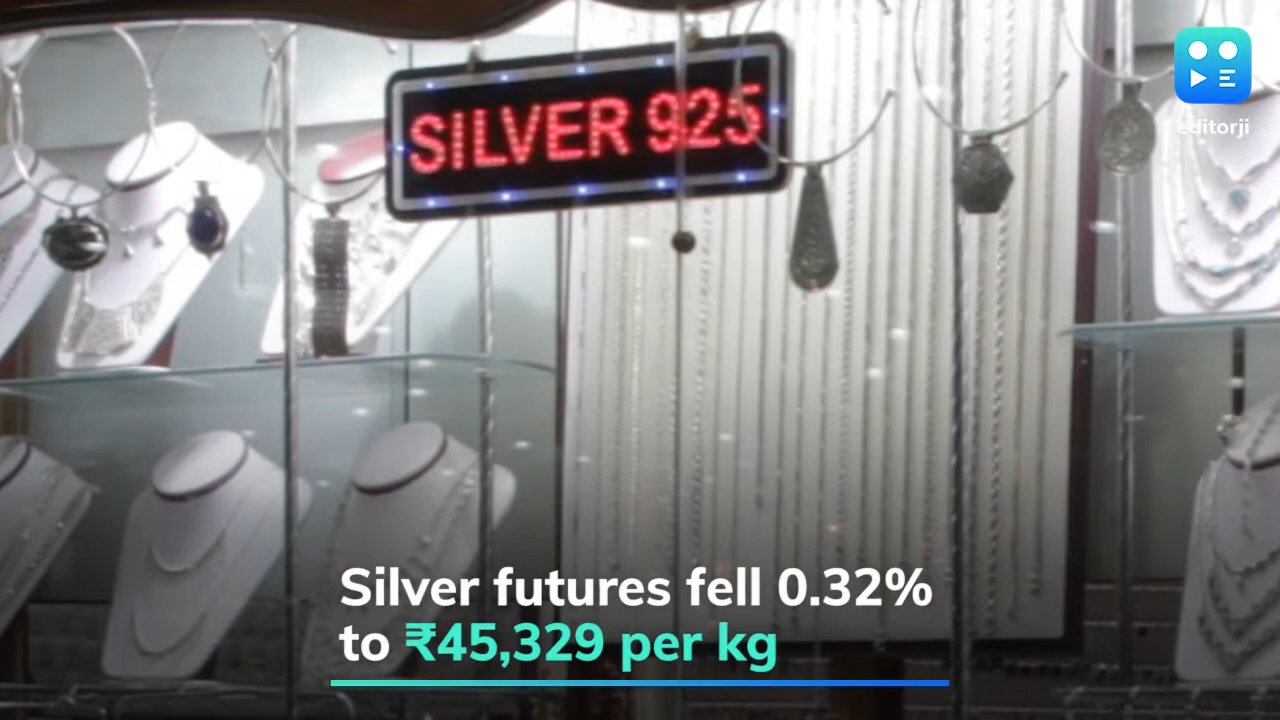 SILVER 925
editorji
Silver futures fell 0.32%
to ₹45,329 per kg